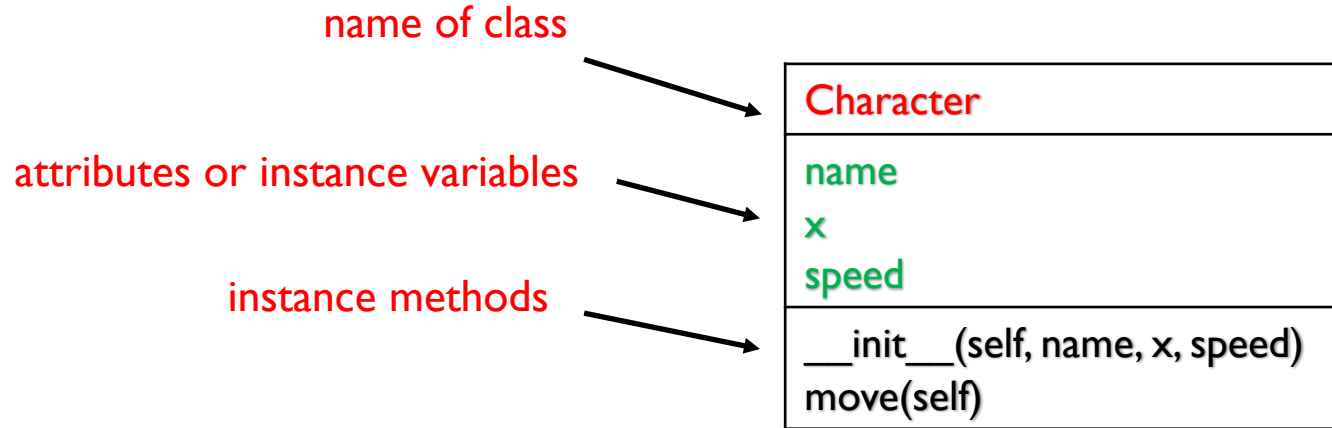 name of class
attributes or instance variables
instance methods
Character
name
x
speed
__init__(self, name, x, speed)
move(self)